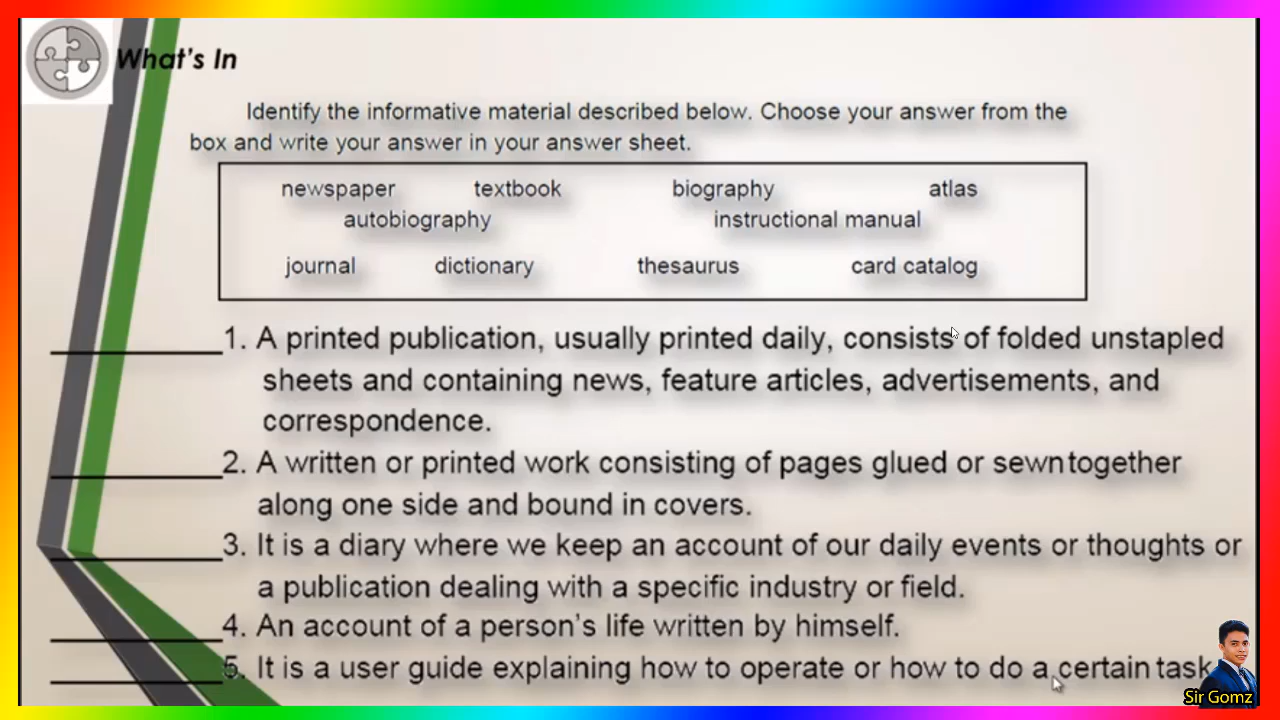 What's In
Identify the informative material described below. Choose your answer from the
box and write your answer in your answer sheet.
newspaper textbook biography atlas
autobiography instructional manual
journal dictionary thesaurus card catalog
1. A printed publication, usually printed daily, consists of folded unstapled
sheets and containing news, feature articles, advertisements, and
correspondence.
2. A written or printed work consisting of pages glued or sewn together
along one side and bound in covers.
3. It is a diary where we keep an account of our daily events or thoughts or
a publication dealing with a specific industry or field.
4. An account of a person's life written by himself.
5. It is a user guide explaining how to operate or how to do a certain task
Sir Gomz